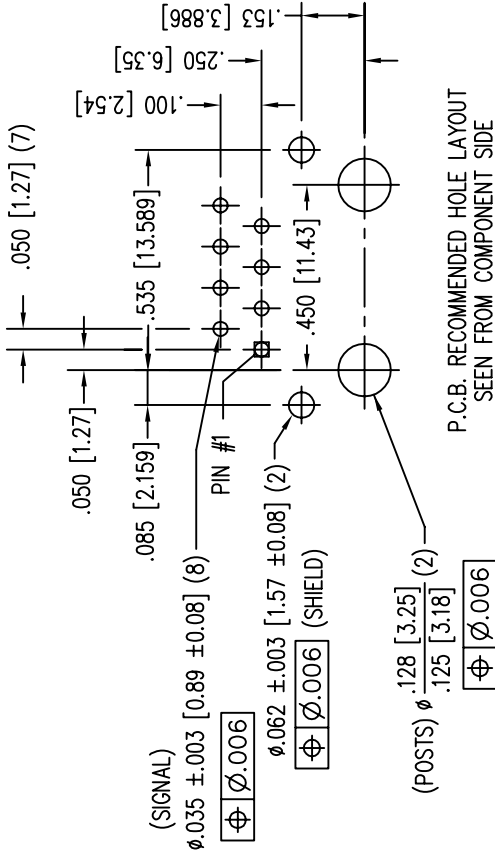 .050 [1.27] (7)
.050 [1.27]
.085 [2.159]
.535 [13.589]
.100 [2.54]
.250 [6.35]
.153 [3.886]
(SIGNAL)
ø.035 ±.003 [0.89 ±0.08] (8)
⌖ Ø.006
PIN #1
.450 [11.43]
ø.062 ±.003 [1.57 ±0.08] (2)
⌖ Ø.006 (SHIELD)
(POSTS) ø .128 [3.25] (2)
.125 [3.18]
⌖ Ø.006
P.C.B. RECOMMENDED HOLE LAYOUT
SEEN FROM COMPONENT SIDE